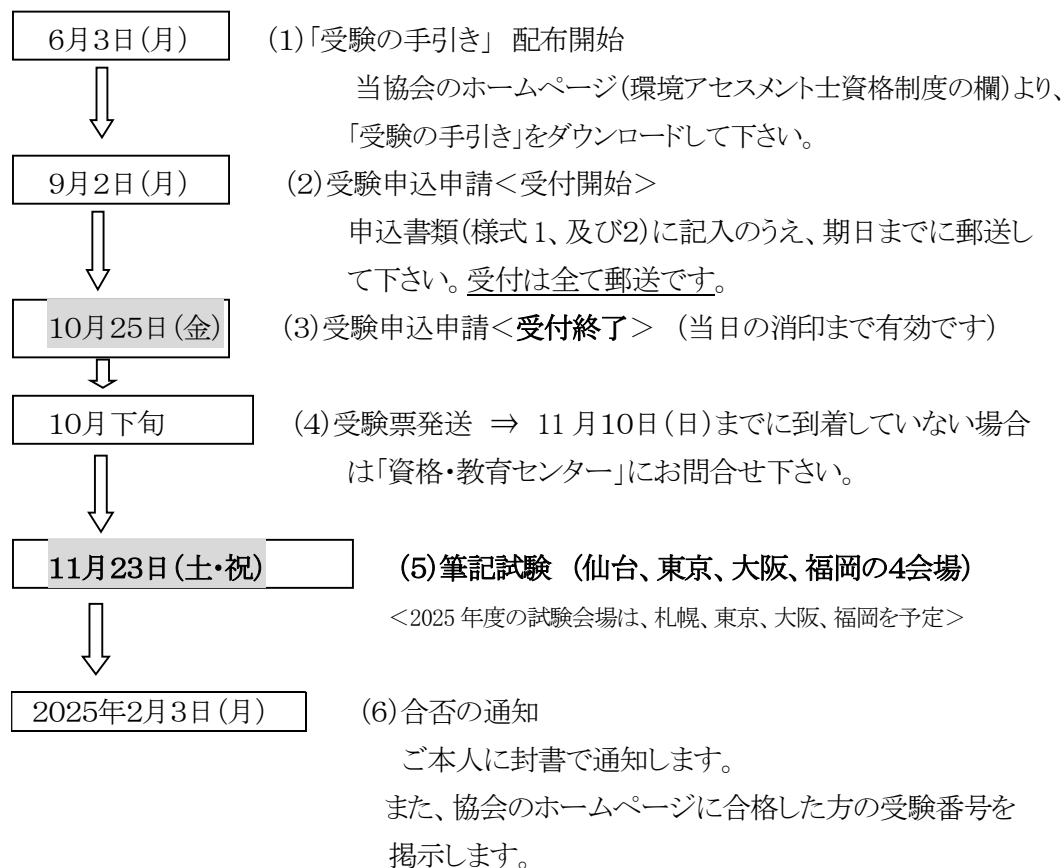 6月3日(月) (1)「受験の手引き」 配布開始
当協会のホームページ(環境アセスメント士資格制度の欄)より、
「受験の手引き」をダウンロードして下さい。
9月2日(月) (2)受験申込申請<受付開始>
申込書類(様式1、及び2)に記入のうえ、期日までに郵送し
て下さい。受付は全て郵送です。
10月25日(金) (3)受験申込申請<受付終了> (当日の消印まで有効です)
10月下旬 (4)受験票発送 ⇒ 11月10日(日)までに到着していない場合
は「資格・教育センター」にお問合せ下さい。
11月23日(土・祝) (5)筆記試験 (仙台、東京、大阪、福岡の4会場)
<2025年度の試験会場は、札幌、東京、大阪、福岡を予定>
2025年2月3日(月) (6)合否の通知
ご本人に封書で通知します。
また、協会のホームページに合格した方の受験番号を
掲示します。